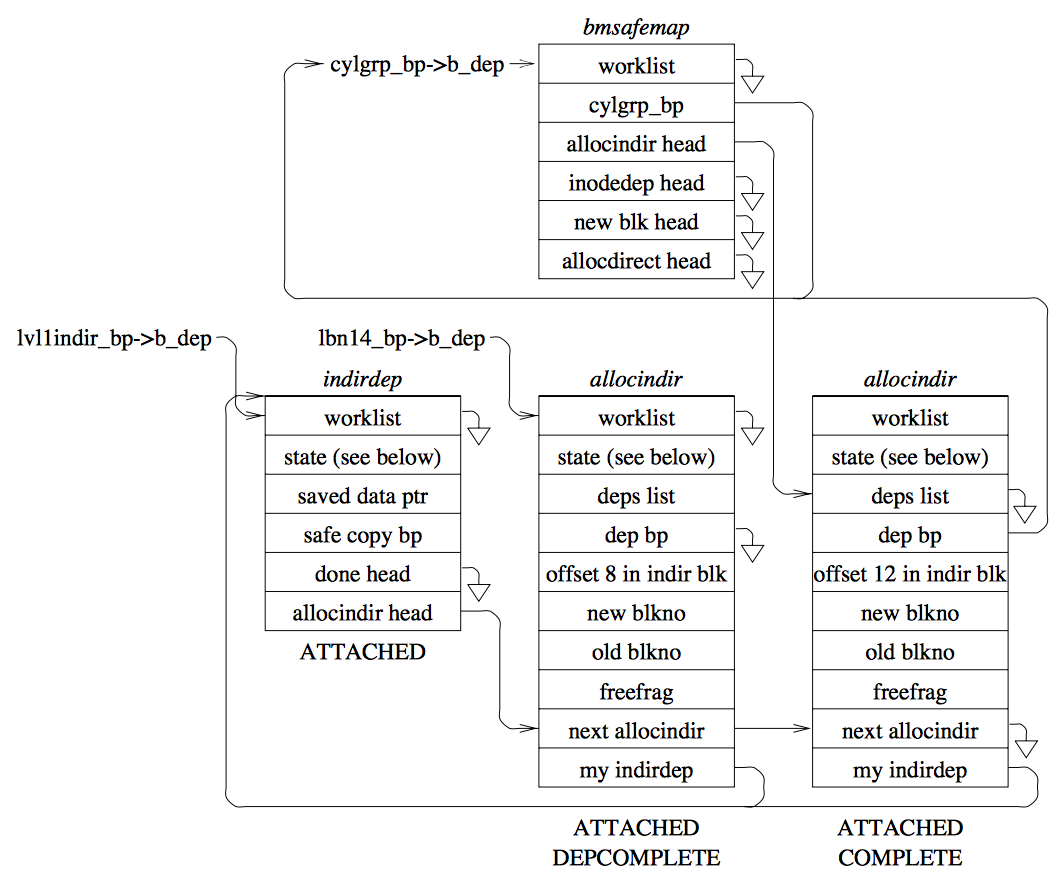 bmsafemap
cylgrp_bp->b_dep
worklist
cylgrp_bp
allocindir head
inodedep head
new blk head
allocdirect head
lvl1indir_bp->b_dep
lbn14_bp->b_dep
indirdep
worklist
state (see below)
saved data ptr
safe copy bp
done head
allocindir head
ATTACHED
allocindir
worklist
state (see below)
deps list
dep bp
offset 8 in indir blk
new blkno
old blkno
freefrag
next allocindir
my indirdep
ATTACHED
DEPCOMPLETE
allocindir
worklist
state (see below)
deps list
dep bp
offset 12 in indir blk
new blkno
old blkno
freefrag
next allocindir
my indirdep
ATTACHED
COMPLETE